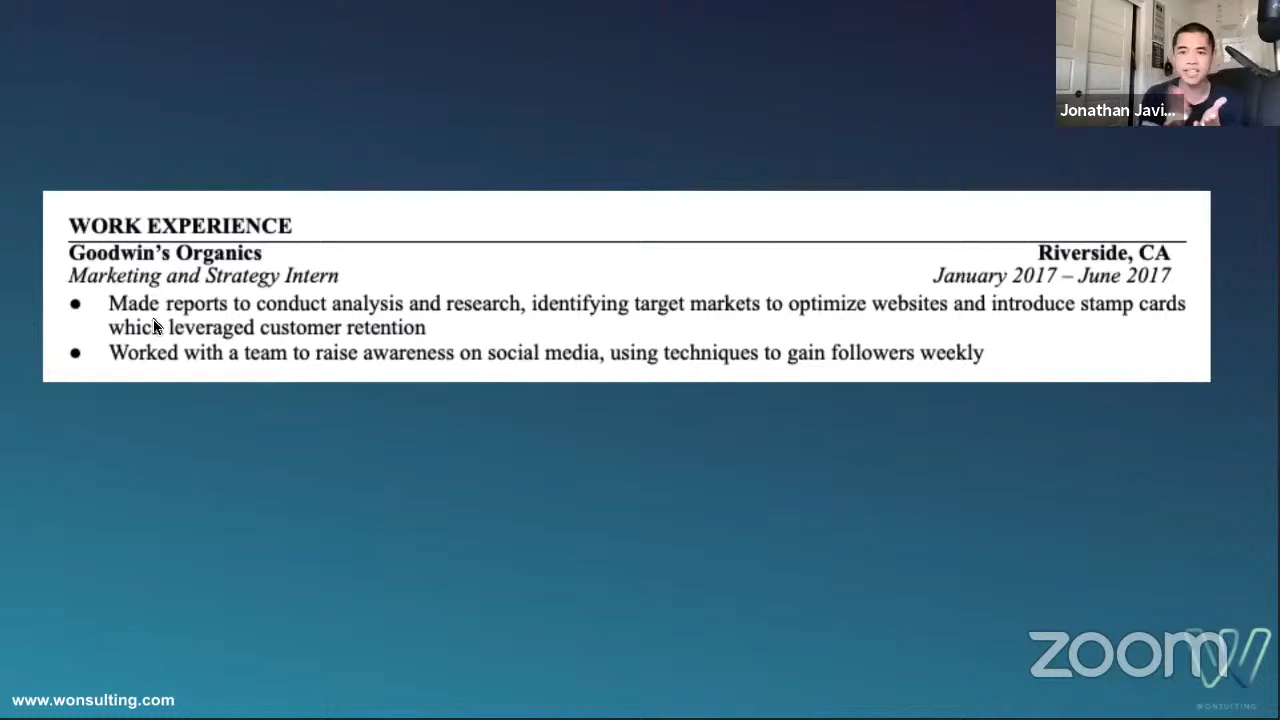 Jonathan Javi...
WORK EXPERIENCE
Goodwin's Organics Riverside, CA
Marketing and Strategy Intern January 2017 – June 2017
● Made reports to conduct analysis and research, identifying target markets to optimize websites and introduce stamp cards
which leveraged customer retention
● Worked with a team to raise awareness on social media, using techniques to gain followers weekly
zoom
WONSULTING
www.wonsulting.com